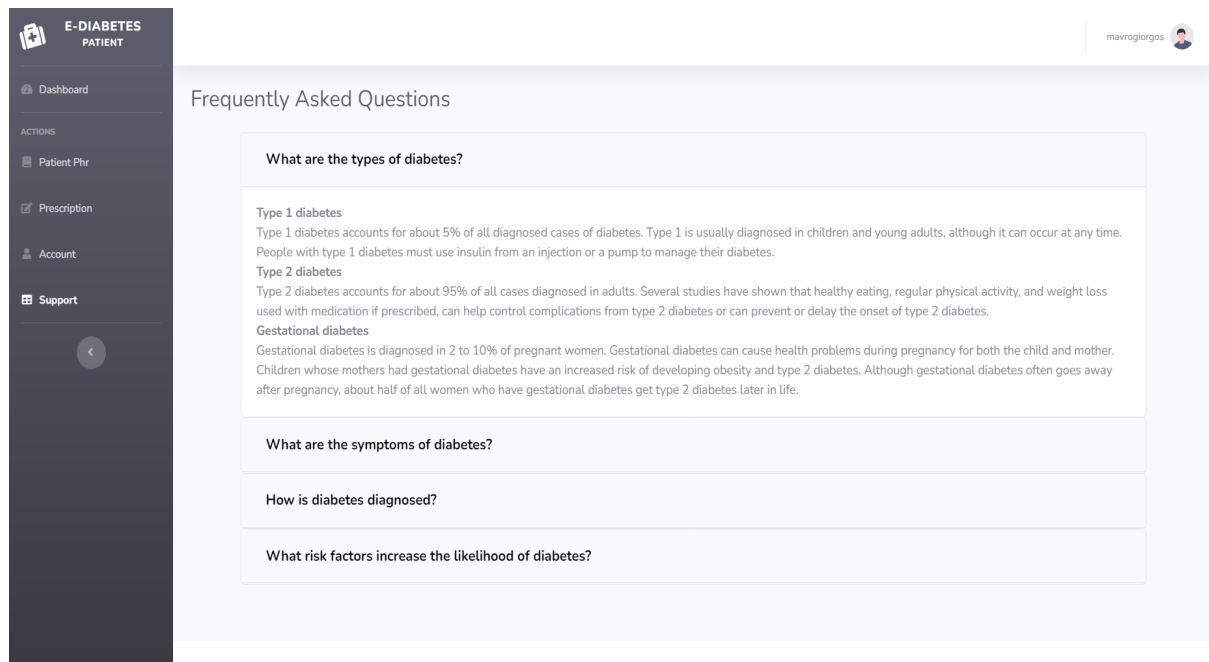 E-DIABETES
PATIENT
mavrogiorgos
Dashboard
ACTIONS
Patient Phr
Prescription
Account
Support
Frequently Asked Questions
What are the types of diabetes?
Type 1 diabetes
Type 1 diabetes accounts for about 5% of all diagnosed cases of diabetes. Type 1 is usually diagnosed in children and young adults, although it can occur at any time.
People with type 1 diabetes must use insulin from an injection or a pump to manage their diabetes.
Type 2 diabetes
Type 2 diabetes accounts for about 95% of all cases diagnosed in adults. Several studies have shown that healthy eating, regular physical activity, and weight loss
used with medication if prescribed, can help control complications from type 2 diabetes or can prevent or delay the onset of type 2 diabetes.
Gestational diabetes
Gestational diabetes is diagnosed in 2 to 10% of pregnant women. Gestational diabetes can cause health problems during pregnancy for both the child and mother.
Children whose mothers had gestational diabetes have an increased risk of developing obesity and type 2 diabetes. Although gestational diabetes often goes away
after pregnancy, about half of all women who have gestational diabetes get type 2 diabetes later in life.
What are the symptoms of diabetes?
How is diabetes diagnosed?
What risk factors increase the likelihood of diabetes?